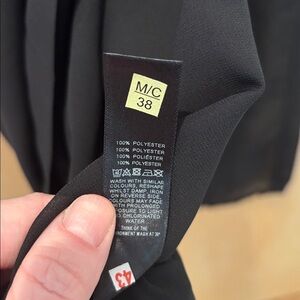 M/C
38
100% POLYESTER
100% POLYESTER
100% POLIÉSTER
100% POLYESTER
WASH WITH SIMILAR
COLOURS, RESHAPE
WHILST DAMP, IRON
ON REVERSE SIDE.
COLOURS MAY FADE
WITH PROLONGED
EXPOSURE TO LIGHT
CHLORINATED
WATER
THINK OF THE
WASH AT 30°
43